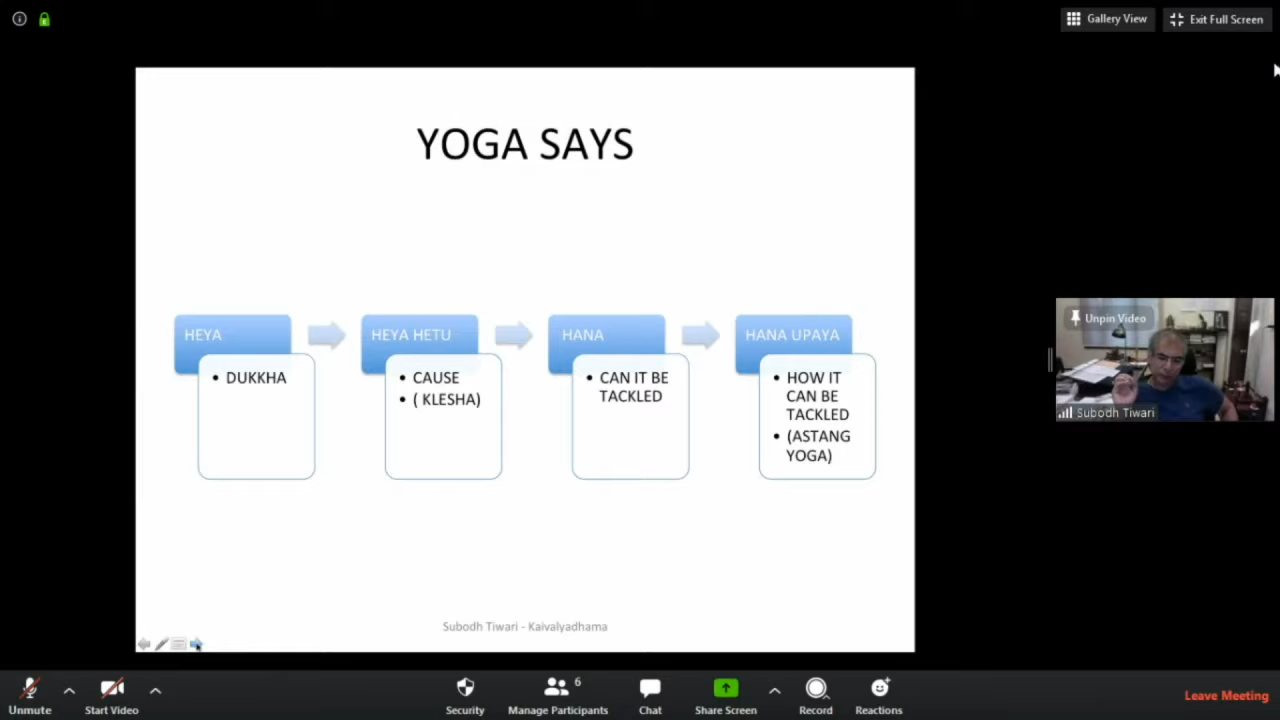 Gallery View
Exit Full Screen
YOGA SAYS
HEYA
• DUKKHA
HEYA HETU
• CAUSE
• ( KLESHA)
HANA
• CAN IT BE
TACKLED
HANA UPAYA
• HOW IT
CAN BE
TACKLED
• (ASTANG
YOGA)
Unpin Video
Subodh Tiwari
Subodh Tiwari - Kaivalyadhama
Unmute
Start Video
Security
Manage Participants
6
Chat
Share Screen
Record
Reactions
Leave Meeting